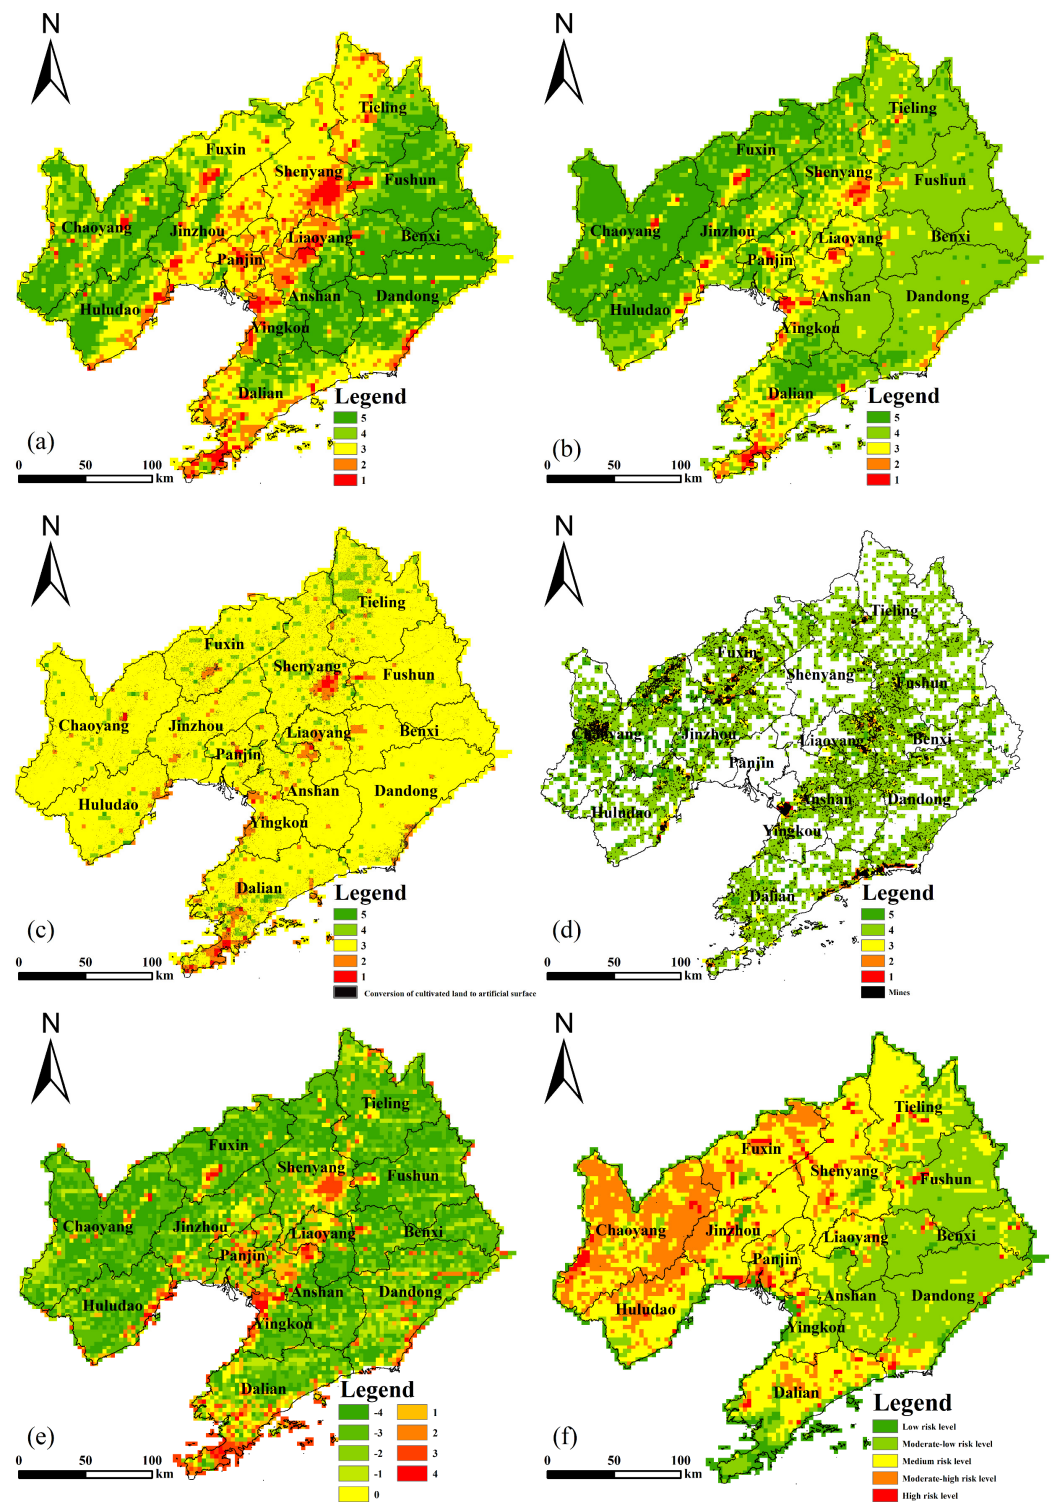 N
Tieling
Fuxin
Shenyang
Fushun
Chaoyang
Jinzhou
Liaoyang
Benxi
Panjin
Anshan
Dandong
Huludao
Yingkou
Dalian
Legend
5
4
3
2
1
(a)
0 50 100
km
N
Tieling
Fuxin
Shenyang
Fushun
Chaoyang
Jinzhou
Liaoyang
Benxi
Panjin
Anshan
Dandong
Huludao
Yingkou
Dalian
Legend
5
4
3
2
1
(b)
0 50 100
km
N
Tieling
Fuxin
Shenyang
Fushun
Chaoyang
Jinzhou
Liaoyang
Benxi
Panjin
Anshan
Dandong
Huludao
Yingkou
Dalian
Legend
5
4
3
2
1
Conversion of cultivated land to artificial surface
(c)
0 50 100
km
N
Tieling
Fuxin
Shenyang
Fushun
Chaoyang
Jinzhou
Liaoyang
Benxi
Panjin
Anshan
Dandong
Huludao
Yingkou
Dalian
Legend
5
4
3
2
1
Mines
(d)
0 50 100
km
N
Tieling
Fuxin
Shenyang
Fushun
Chaoyang
Jinzhou
Liaoyang
Benxi
Panjin
Anshan
Dandong
Huludao
Yingkou
Dalian
Legend
-4 1
-3 2
-2 3
-1 4
0
(e)
0 50 100
km
N
Tieling
Fuxin
Shenyang
Fushun
Chaoyang
Jinzhou
Liaoyang
Benxi
Panjin
Anshan
Dandong
Huludao
Yingkou
Dalian
Legend
Low risk level
Moderate-low risk level
Medium risk level
Moderate-high risk level
High risk level
(f)
0 50 100
km